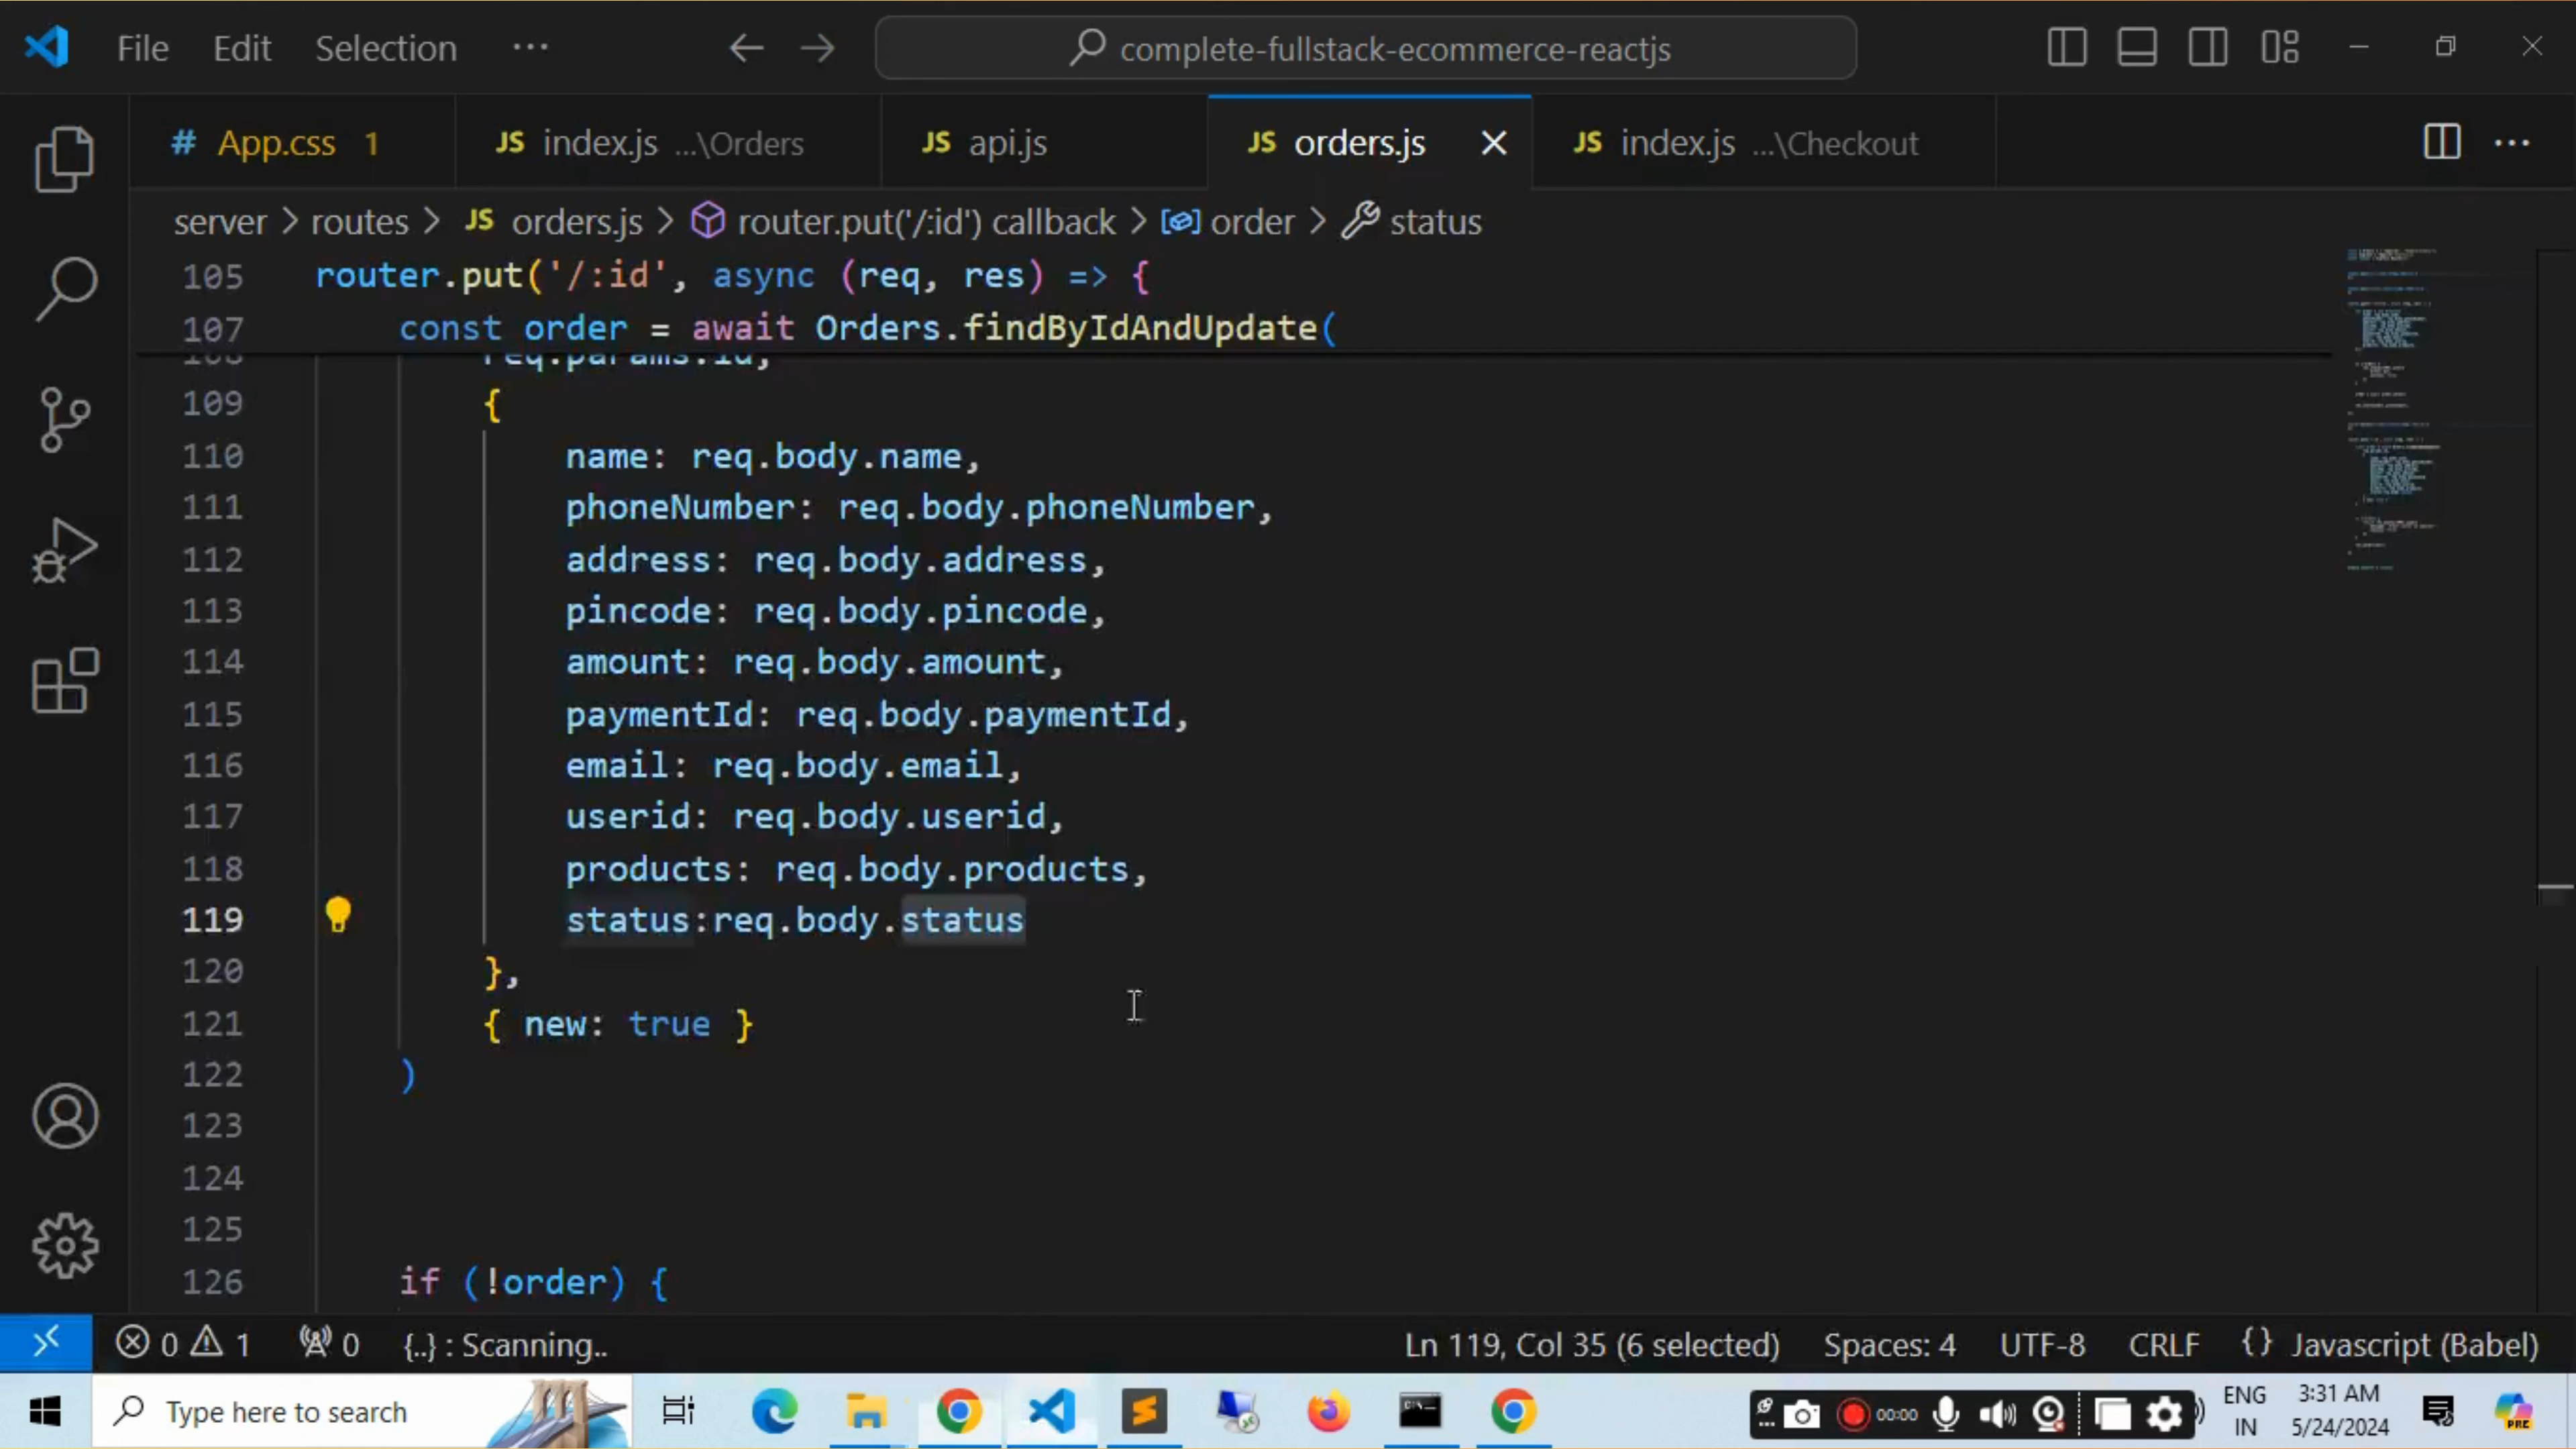 File Edit Selection ··· complete-fullstack-ecommerce-reactjs
# App.css 1 JS index.js ...\Orders JS api.js JS orders.js JS index.js ...\Checkout ···
server > routes > JS orders.js > router.put('/:id') callback > order > status
105 router.put('/:id', async (req, res) => {
107 const order = await Orders.findByIdAndUpdate(
108 req.params.id,
109 {
110 name: req.body.name,
111 phoneNumber: req.body.phoneNumber,
112 address: req.body.address,
113 pincode: req.body.pincode,
114 amount: req.body.amount,
115 paymentId: req.body.paymentId,
116 email: req.body.email,
117 userid: req.body.userid,
118 products: req.body.products,
119 status:req.body.status
120 },
121 { new: true }
122 )
123
124
125
126 if (!order) {
0 1 0 {..} : Scanning.. Ln 119, Col 35 (6 selected) Spaces: 4 UTF-8 CRLF {} Javascript (Babel)
Type here to search 00:00 ENG 3:31 AM
IN 5/24/2024 PRE